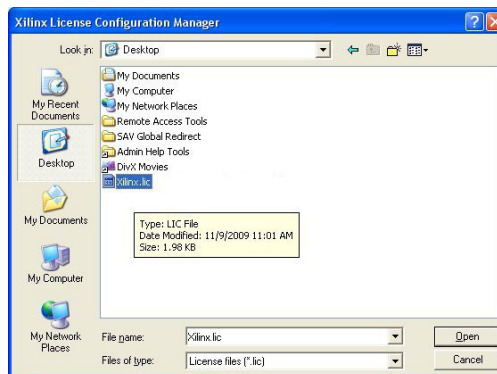 Xilinx License Configuration Manager
Look in: Desktop
My Recent
Documents
Desktop
My Documents
My Computer
My Network
Places
My Documents
My Computer
My Network Places
Remote Access Tools
SAV Global Redirect
Admin Help Tools
DivX Movies
Xilinx.lic
Type: LIC File
Date Modified: 11/9/2009 11:01 AM
Size: 1.98 KB
File name: Xilinx.lic Open
Files of type: License files (*.lic) Cancel